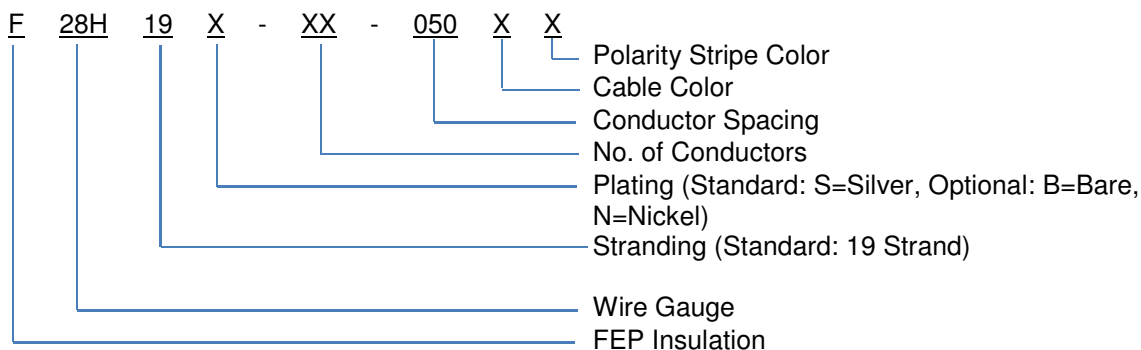 F 28H 19 X - XX - 050 X X
Polarity Stripe Color
Cable Color
Conductor Spacing
No. of Conductors
Plating (Standard: S=Silver, Optional: B=Bare,
N=Nickel)
Stranding (Standard: 19 Strand)
Wire Gauge
FEP Insulation